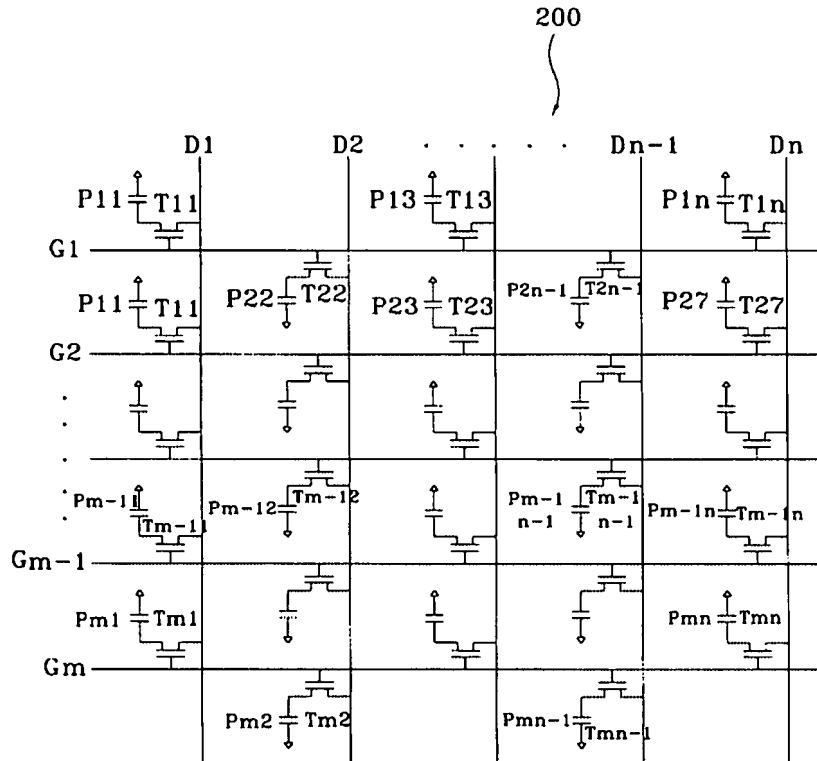 200
D1 D2 . . . . . Dn-1 Dn
P11 T11 P13 T13 P1n T1n
G1
P22 T22 P2n-1 T2n-1
P11 T11 P23 T23 P27 T27
G2
.
.
.
.
.
Pm-11 Tm-11 Pm-12 Tm-12 Pm-1 n-1 Tm-1 n-1 Pm-1n Tm-1n
Gm-1
Pm1 Tm1 Pmn Tmn
Gm
Pm2 Tm2 Pmn-1 Tmn-1